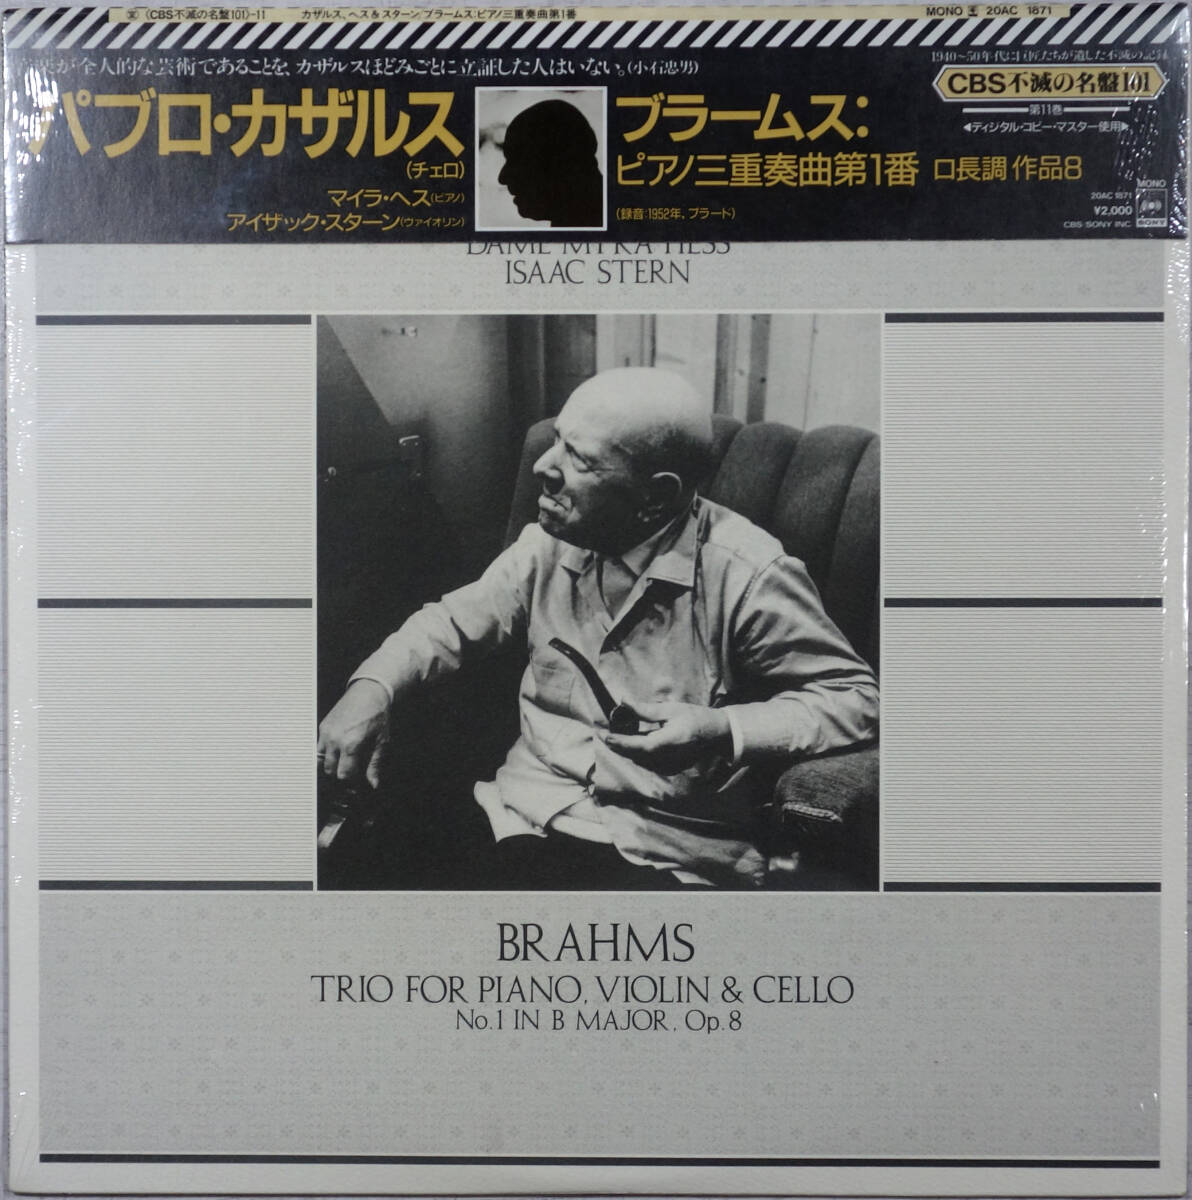 〈CBS不滅の名盤101〉-11 カザルス、ヘス&スターン/ブラームス:ピアノ三重奏曲第1番 MONO 20AC 1871
が全人的な芸術であることを、カザルスほどみごとに立証した人はいない。(小石忠男)
1940~50年代に巨匠たちが遺した不滅の記録
CBS不滅の名盤101
第11巻
◀ディジタル・コピー・マスター使用▶
パブロ・カザルス
(チェロ)
マイラ・ヘス(ピアノ)
アイザック・スターン(ヴァイオリン)
ブラームス:
ピアノ三重奏曲第1番 ロ長調 作品8
(録音:1952年、プラード)
MONO
20AC 1871
¥2,000
CBS/SONY INC.
SONY
DAME MYRA HESS
ISAAC STERN
BRAHMS
TRIO FOR PIANO, VIOLIN & CELLO
No.1 IN B MAJOR, Op.8